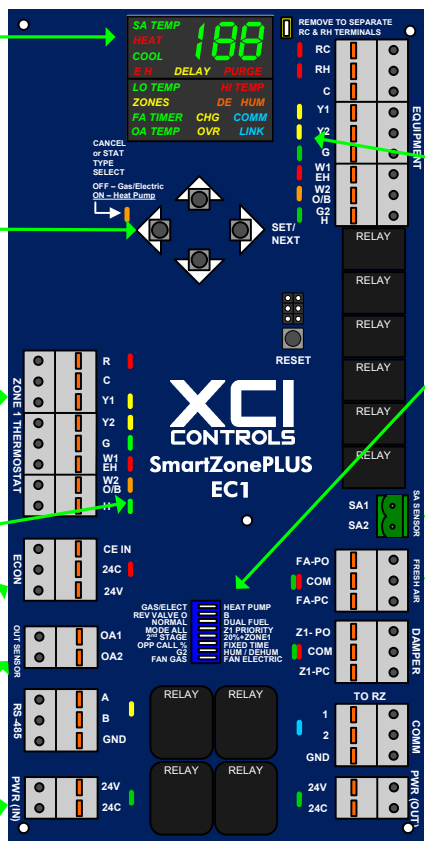 SA TEMP
HEAT
COOL
188
E H DELAY PURGE
LO TEMP HI TEMP
ZONES DE HUM
FA TIMER CHG COMM
OA TEMP OVR LINK
REMOVE TO SEPARATE
RC & RH TERMINALS
RC
RH
C
Y1
Y2
G
W1
EH
W2
O/B
G2
H
EQUIPMENT
CANCEL
or STAT
TYPE
SELECT
OFF – Gas/Electric
ON – Heat Pump
SET/
NEXT
RESET
RELAY
RELAY
RELAY
RELAY
RELAY
RELAY
ZONE 1 THERMOSTAT
R
C
Y1
Y2
G
W1
EH
W2
O/B
H
XCI
CONTROLS
SmartZonePLUS
EC1
SA SENSOR
SA1
SA2
ECON
CE IN
24C
24V
FRESH AIR
FA-PO
COM
FA-PC
OUT SENSOR
OA1
OA2
GAS/ELECT HEAT PUMP
REV VALVE O B
NORMAL DUAL FUEL
MODE ALL Z1 PRIORITY
2ND STAGE 20%+ZONE1
OPP CALL % FIXED TIME
G2 HUM / DEHUM
FAN GAS FAN ELECTRIC
DAMPER
Z1- PO
COM
Z1-PC
RS-485
A
B
GND
RELAY RELAY
RELAY RELAY
TO RZ
1
2
GND
COMM
PWR (IN)
24V
24C
24V
24C
PWR (OUT)